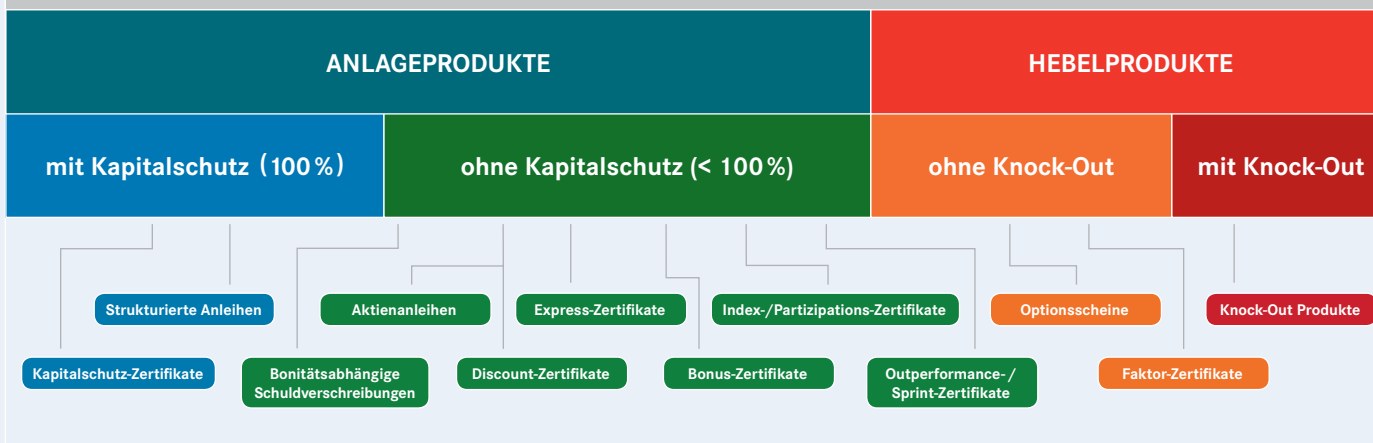 ANLAGEPRODUKTE
HEBELPRODUKTE
mit Kapitalschutz (100 %)
ohne Kapitalschutz (< 100 %)
ohne Knock-Out
mit Knock-Out
Strukturierte Anleihen
Aktienanleihen
Express-Zertifikate
Index-/Partizipations-Zertifikate
Optionsscheine
Knock-Out Produkte
Kapitalschutz-Zertifikate
Bonitätsabhängige
Schuldverschreibungen
Discount-Zertifikate
Bonus-Zertifikate
Outperformance-/
Sprint-Zertifikate
Faktor-Zertifikate